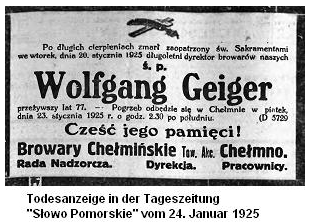 Po długich cierpieniach zmarł zaopatrzony św. Sakramentami
we wtorek, dnia 20. stycznia 1925 długoletni dyrektor browarów naszych
ś. p.
Wolfgang Geiger
przeżywszy lat 77. — Pogrzeb odbędzie się w Chełmnie w piątek,
dnia 23. stycznia 1925 r. o godz. 2.30 po południu. (D 5729
Cześć jego pamięci!
Browary Chełmińskie Tow. Akc. Chełmno.
Rada Nadzorcza. Dyrekcja. Pracownicy.
Todesanzeige in der Tageszeitung
"Słowo Pomorskie" vom 24. Januar 1925